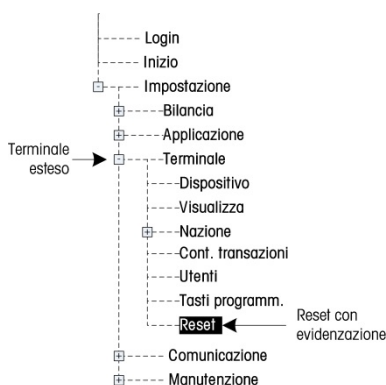 Login
Inizio
Impostazione
Bilancia
Applicazione
Terminale
esteso
Terminale
Dispositivo
Visualizza
Nazione
Cont. transazioni
Utenti
Tasti programm.
Reset
Reset con
evidenzazione
Comunicazione
Manutenzione